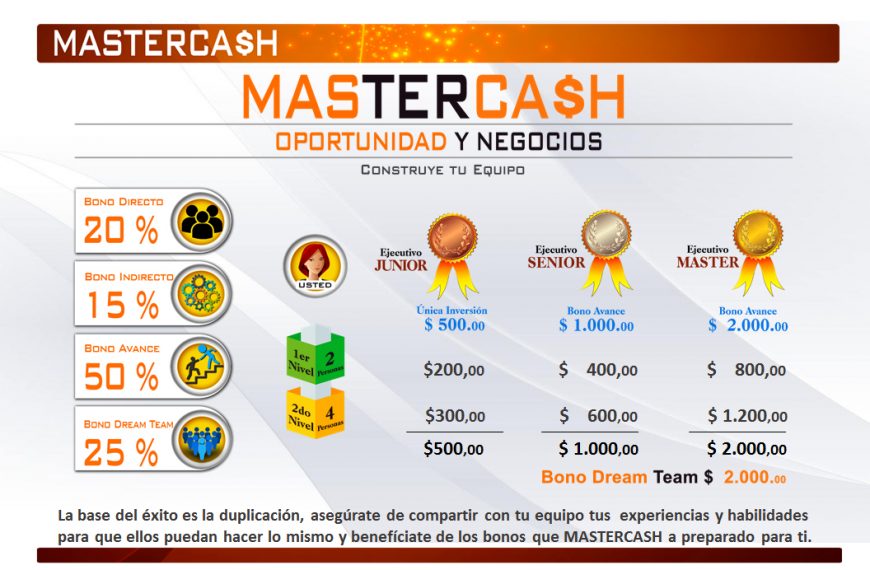 MASTERCA$H
MASTERCA$H
OPORTUNIDAD Y NEGOCIOS
CONSTRUYE TU EQUIPO
BONO DIRECTO
20 %
BONO INDIRECTO
15 %
BONO AVANCE
50 %
BONO DREAM TEAM
25 %
USTED
Ejecutivo
JUNIOR
Ejecutivo
SENIOR
Ejecutivo
MASTER
Única Inversión
$ 500.00
Bono Avance
$ 1.000.00
Bono Avance
$ 2.000.00
1er Nivel
2 Personas
$200,00
$ 400,00
$ 800,00
2do Nivel
4 Personas
$300,00
$ 600,00
$ 1.200,00
$500,00
$ 1.000,00
$ 2.000,00
Bono Dream Team $ 2.000.00
La base del éxito es la duplicación, asegúrate de compartir con tu equipo tus experiencias y habilidades
para que ellos puedan hacer lo mismo y benefíciate de los bonos que MASTERCASH a preparado para ti.